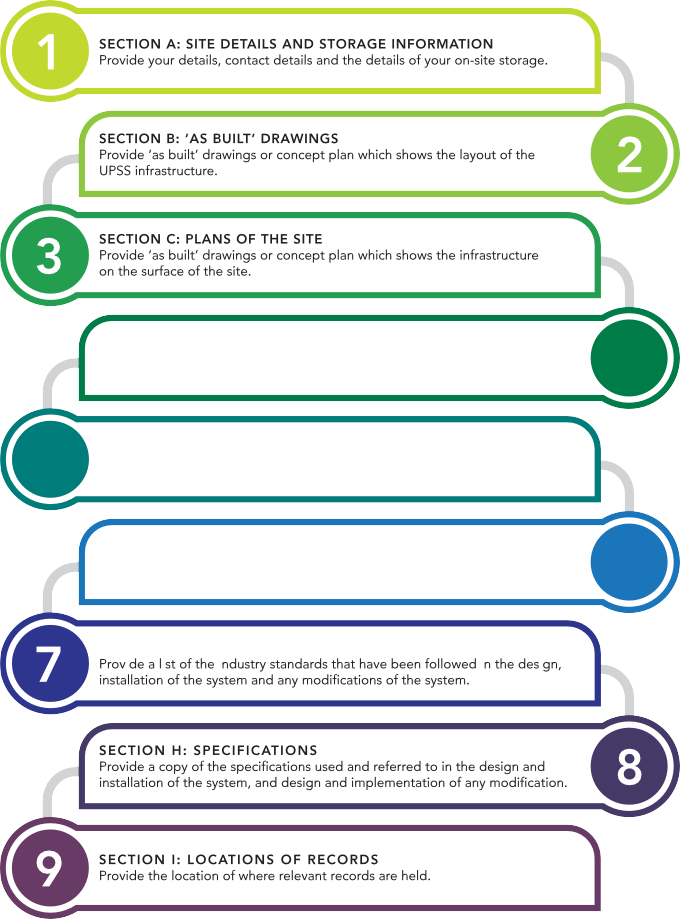 1
SECTION A: SITE DETAILS AND STORAGE INFORMATION
Provide your details, contact details and the details of your on-site storage.
SECTION B: ‘AS BUILT’ DRAWINGS
Provide ‘as built’ drawings or concept plan which shows the layout of the
UPSS infrastructure.
2
3
SECTION C: PLANS OF THE SITE
Provide ‘as built’ drawings or concept plan which shows the infrastructure
on the surface of the site.
7
Prov de a l st of the  ndustry standards that have been followed  n the des gn,
installation of the system and any modifications of the system.
SECTION H: SPECIFICATIONS
Provide a copy of the specifications used and referred to in the design and
installation of the system, and design and implementation of any modification.
8
9
SECTION I: LOCATIONS OF RECORDS
Provide the location of where relevant records are held.